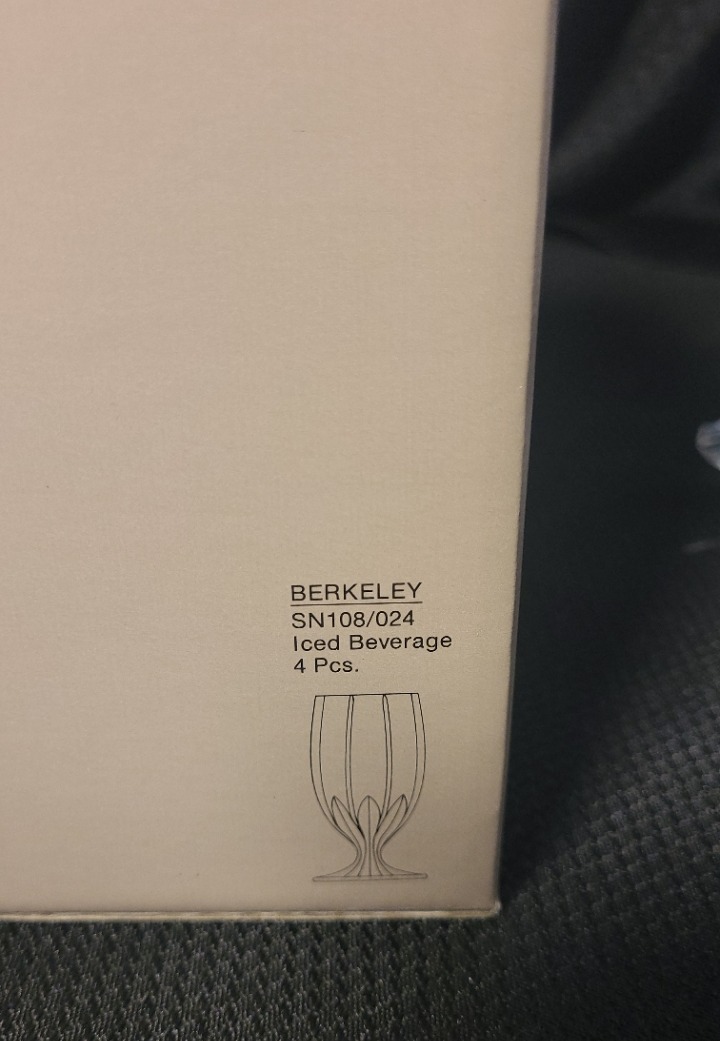 BERKELEY
SN108/024
Iced Beverage
4 Pcs.